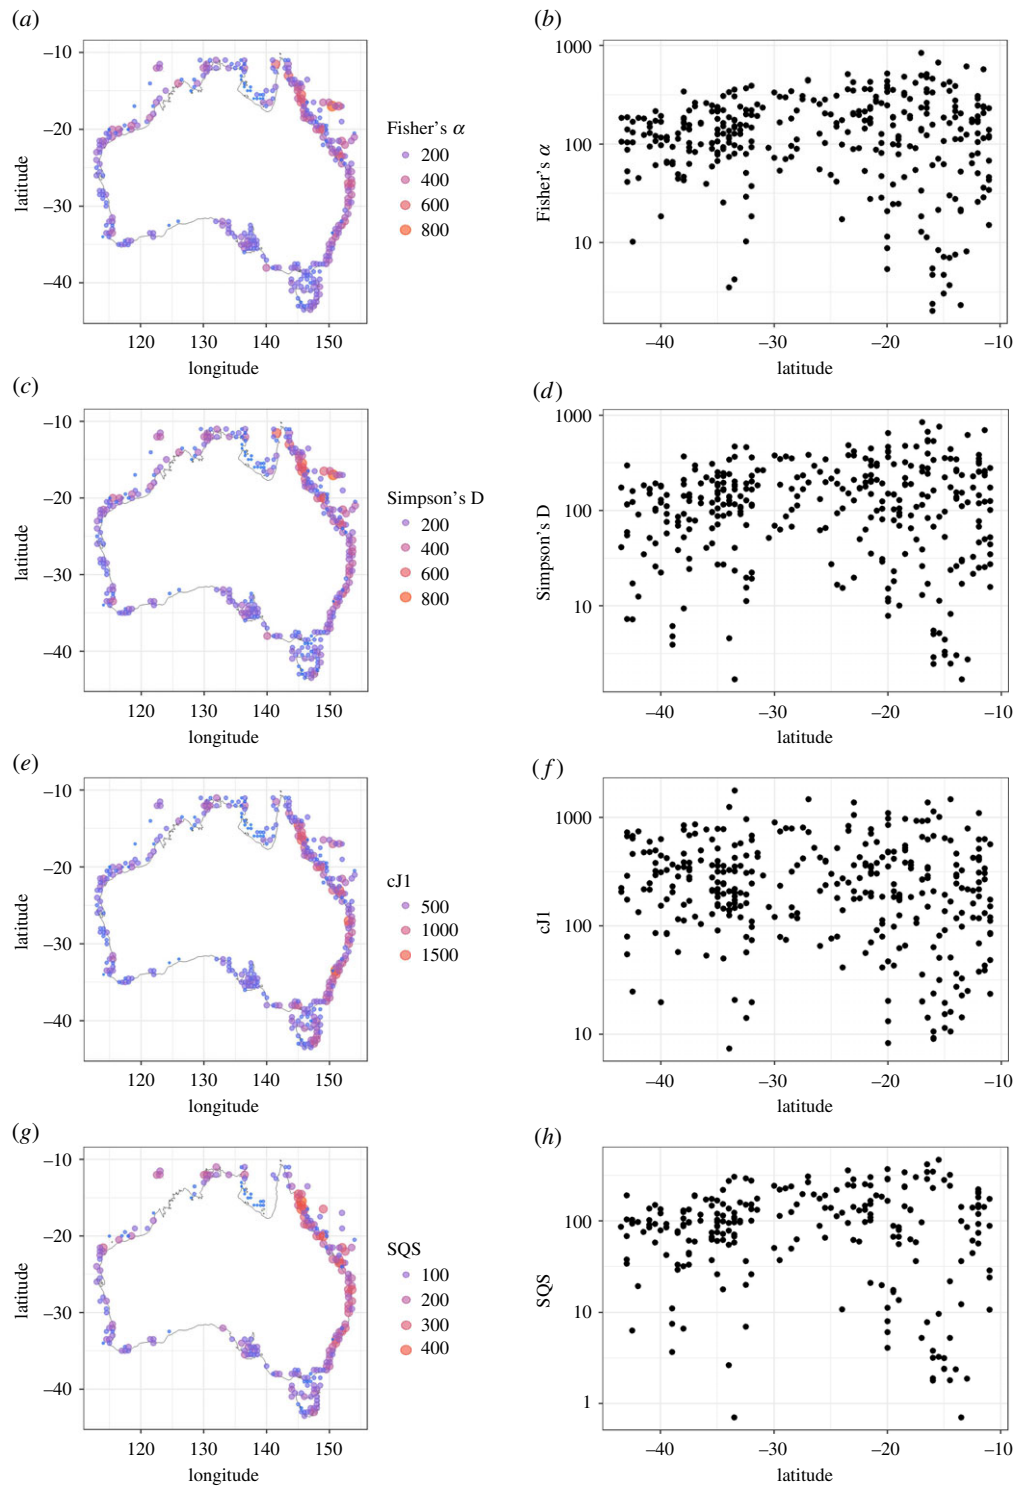 (a)
−10
−20
−30
−40
latitude
120 130 140 150
longitude
Fisher's α
200
400
600
800
(b)
1000
100
10
Fisher's α
−40 −30 −20 −10
latitude
(c)
−10
−20
−30
−40
latitude
120 130 140 150
longitude
Simpson's D
200
400
600
800
(d)
1000
100
10
Simpson's D
−40 −30 −20 −10
latitude
(e)
−10
−20
−30
−40
latitude
120 130 140 150
longitude
cJ1
500
1000
1500
(f)
1000
100
10
cJ1
−40 −30 −20 −10
latitude
(g)
−10
−20
−30
−40
latitude
120 130 140 150
longitude
SQS
100
200
300
400
(h)
100
10
1
SQS
−40 −30 −20 −10
latitude